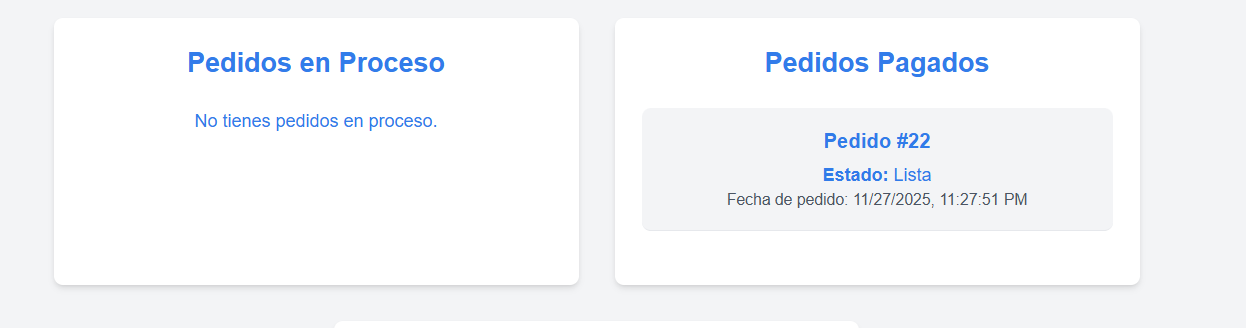 Pedidos en Proceso
No tienes pedidos en proceso.
Pedidos Pagados
Pedido #22
Estado: Lista
Fecha de pedido: 11/27/2025, 11:27:51 PM